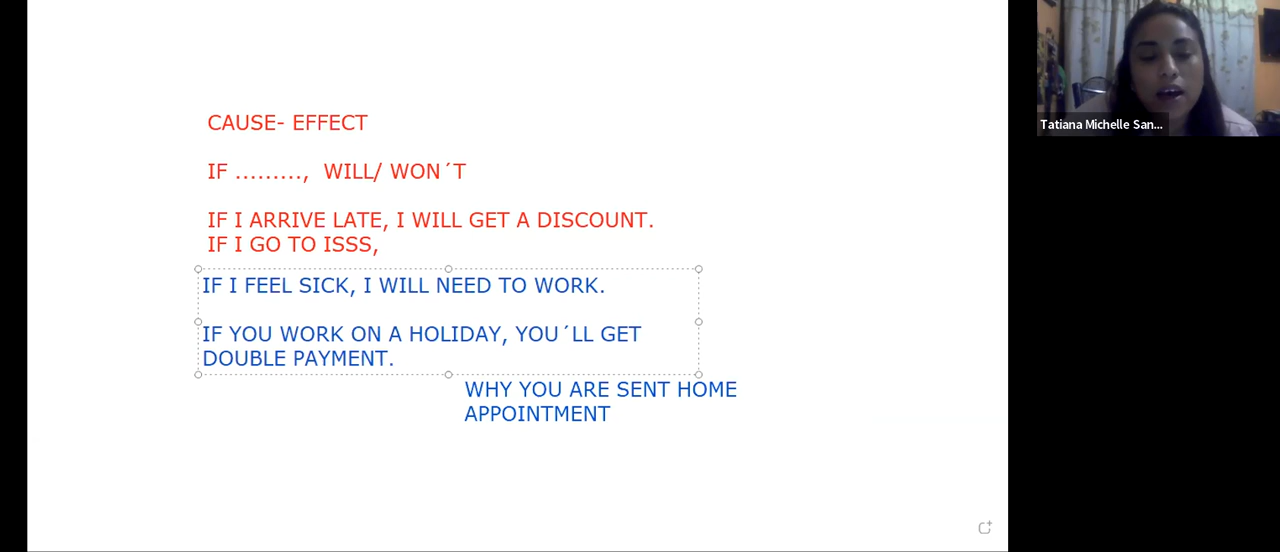 CAUSE- EFFECT
IF ........., WILL/ WON´T
IF I ARRIVE LATE, I WILL GET A DISCOUNT.
IF I GO TO ISSS,
IF I FEEL SICK, I WILL NEED TO WORK.
IF YOU WORK ON A HOLIDAY, YOU´LL GET
DOUBLE PAYMENT.
WHY YOU ARE SENT HOME
APPOINTMENT
Tatiana Michelle San...